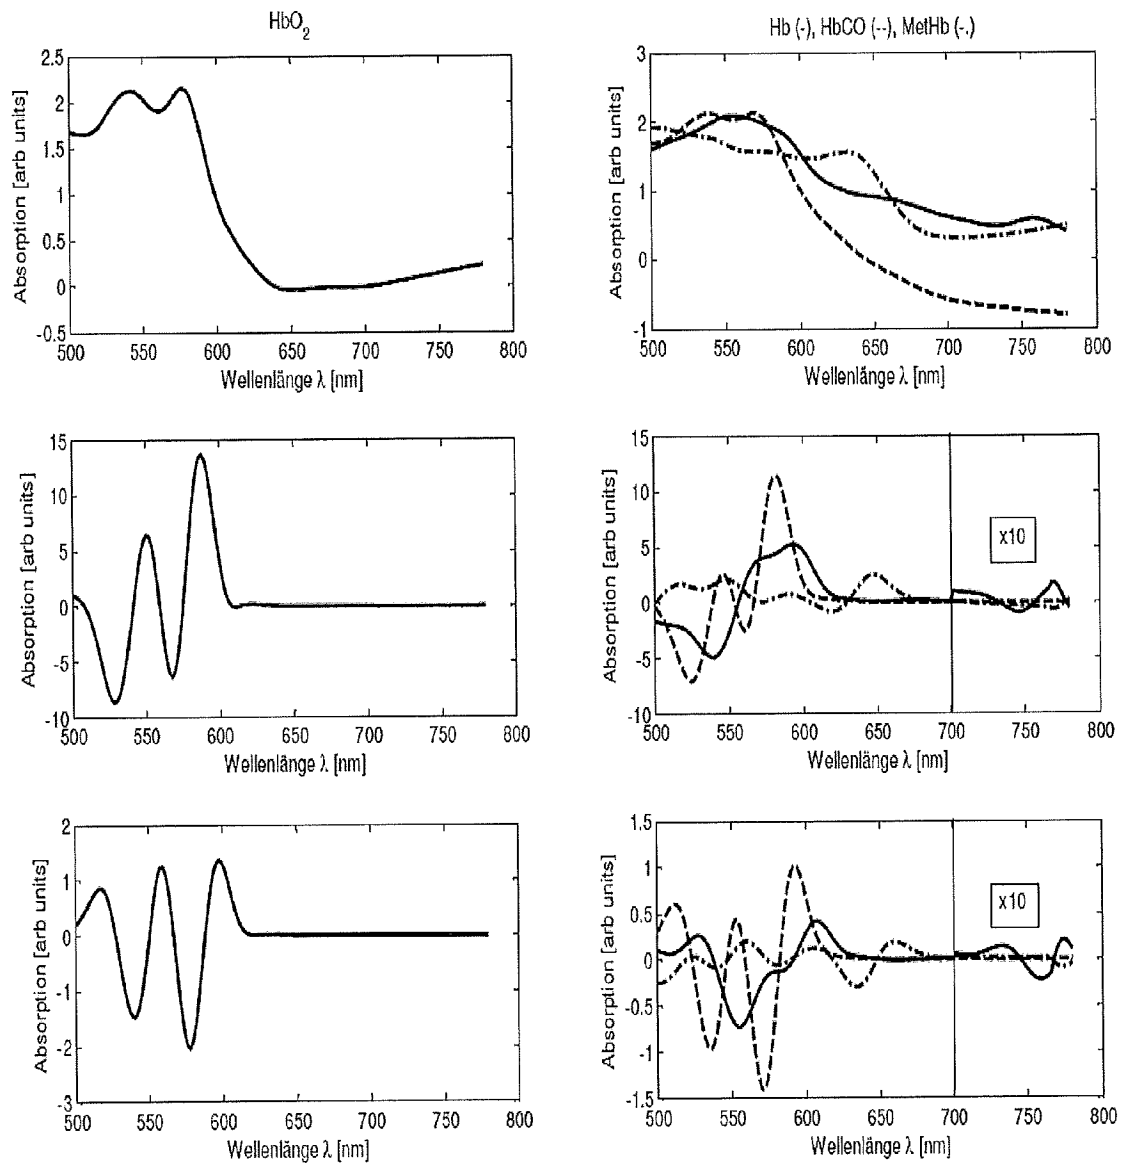 HbO2
Hb (-), HbCO (--), MetHb (-.)
Absorption [arb units]
2.5
2
1.5
1
0.5
0
-0.5
500 550 600 650 700 750 800
Wellenlänge λ [nm]
Absorption [arb units]
3
2
1
0
-1
500 550 600 650 700 750 800
Wellenlänge λ [nm]
Absorption [arb units]
15
10
5
0
-5
-10
500 550 600 650 700 750 800
Wellenlänge λ [nm]
Absorption [arb units]
15
10
5
0
-5
-10
x10
500 550 600 650 700 750 800
Wellenlänge λ [nm]
Absorption [arb units]
2
1
0
-1
-2
-3
500 550 600 650 700 750 800
Wellenlänge λ [nm]
Absorption [arb units]
1.5
1
0.5
0
-0.5
-1
-1.5
x10
500 550 600 650 700 750 800
Wellenlänge λ [nm]